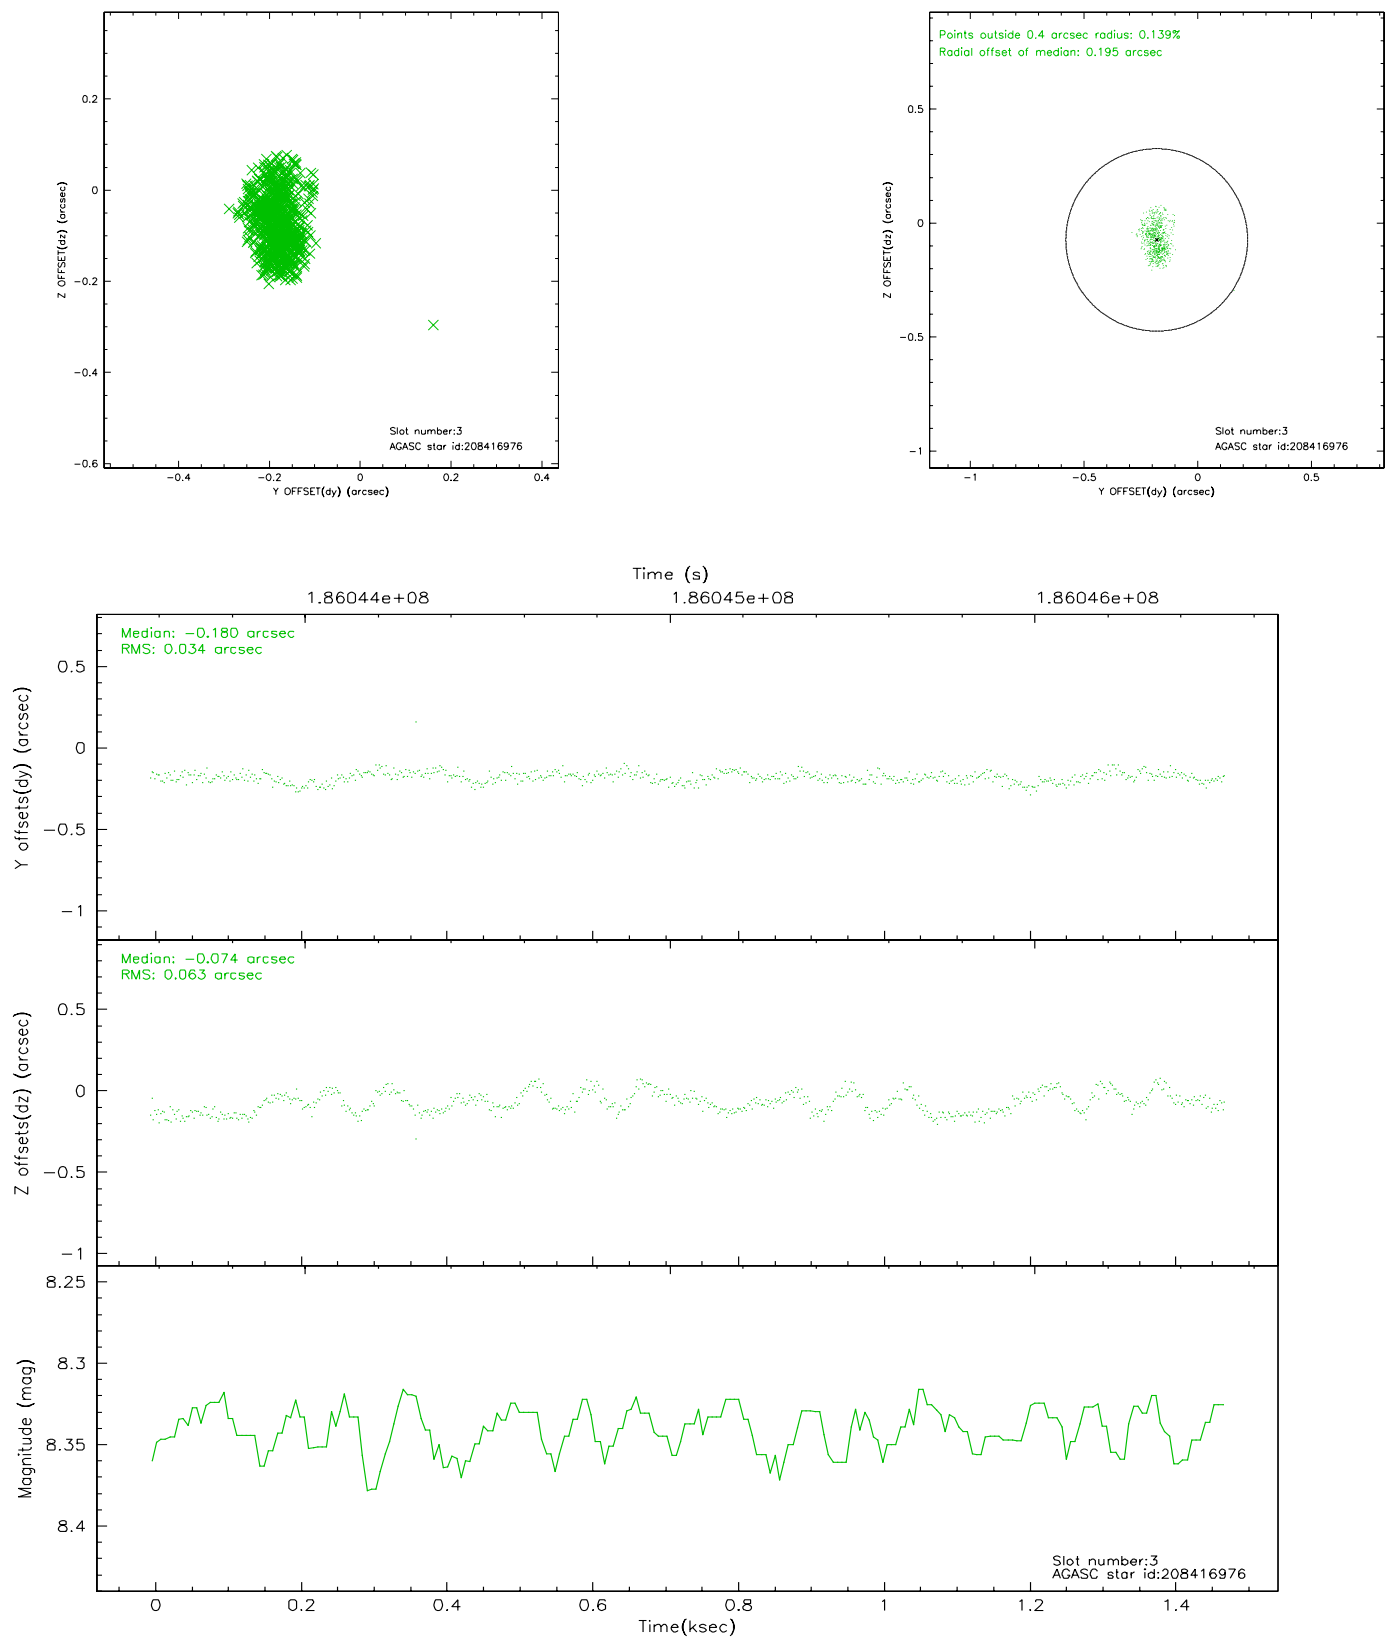 0.2
0
−0.2
−0.4
−0.6
Z OFFSET(dz) (arcsec)
Slot number:3
AGASC star id:208416976
−0.4 −0.2 0 0.2 0.4
Y OFFSET(dy) (arcsec)
Points outside 0.4 arcsec radius: 0.139%
Radial offset of median: 0.195 arcsec
0.5
0
−0.5
−1
Z OFFSET(dz) (arcsec)
Slot number:3
AGASC star id:208416976
−1 −0.5 0 0.5
Y OFFSET(dy) (arcsec)
Time (s)
1.86044e+08 1.86045e+08 1.86046e+08
Median: −0.180 arcsec
RMS: 0.034 arcsec
0.5
0
−0.5
−1
Y offsets(dy) (arcsec)
Median: −0.074 arcsec
RMS: 0.063 arcsec
0.5
0
−0.5
−1
Z offsets(dz) (arcsec)
8.25
8.3
8.35
8.4
Magnitude (mag)
Slot number:3
AGASC star id:208416976
0 0.2 0.4 0.6 0.8 1 1.2 1.4
Time(ksec)